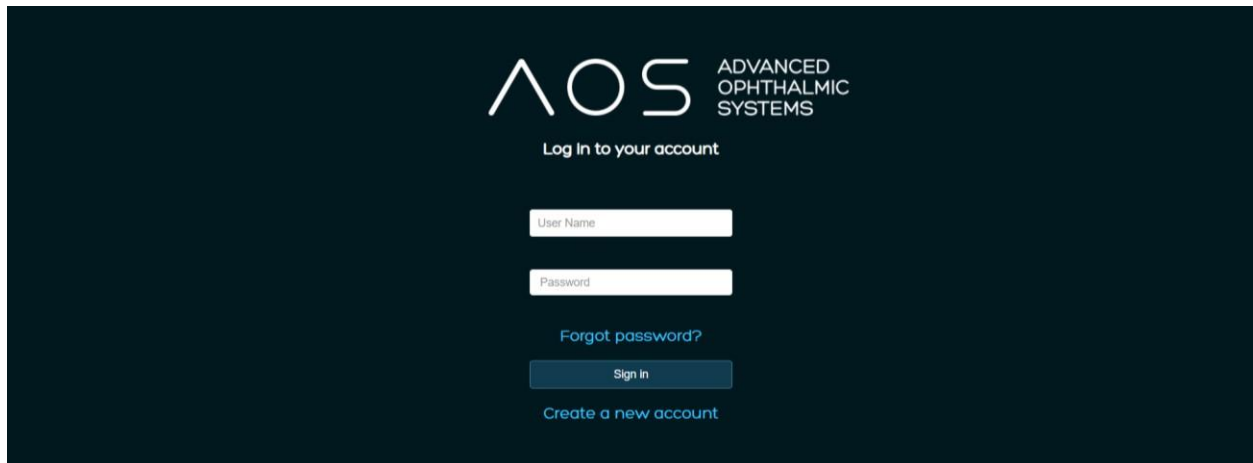 AOS
ADVANCED
OPHTHALMIC
SYSTEMS
Log in to your account
User Name
Password
Forgot password?
Sign in
Create a new account